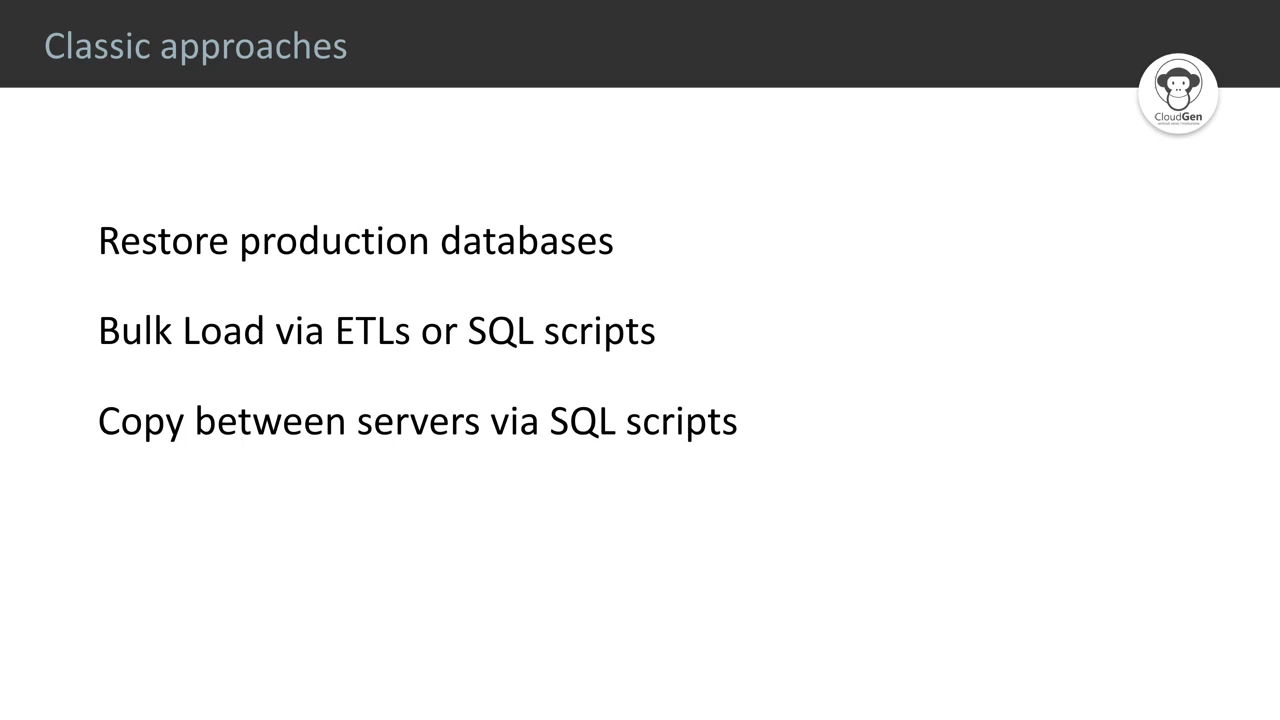 Classic approaches
CloudGen
Restore production databases
Bulk Load via ETLs or SQL scripts
Copy between servers via SQL scripts